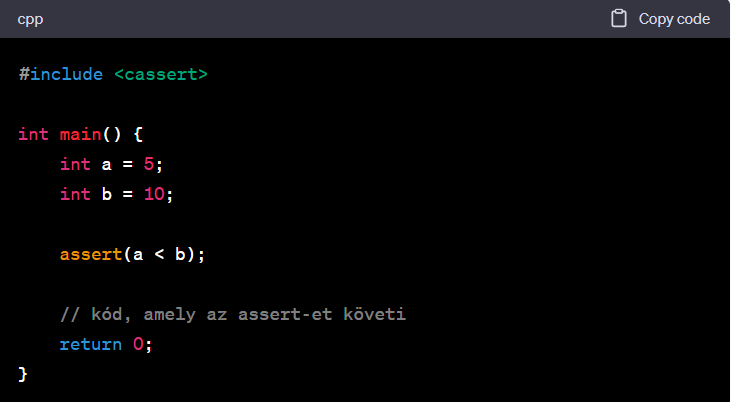 cpp Copy code
#include <cassert>
int main() {
    int a = 5;
    int b = 10;
    assert(a < b);
    // kód, amely az assert-et követi
    return 0;
}